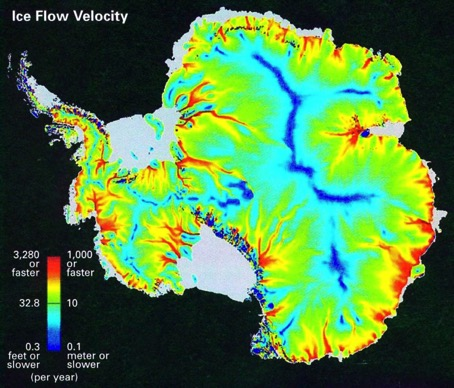 Ice Flow Velocity
3,280 1,000
or or
faster faster
32.8 10
0.3 0.1
feet or meter or
slower slower
(per year)